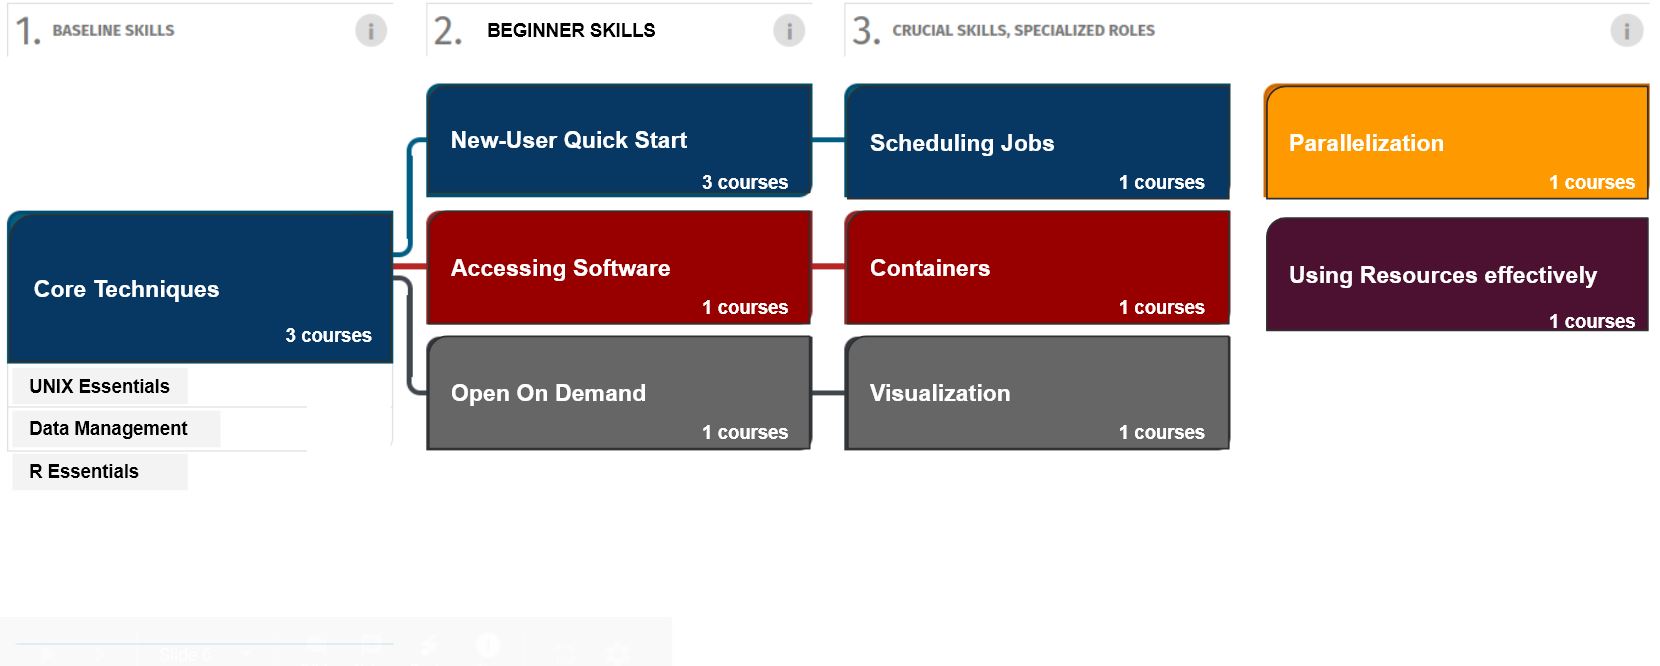 1. BASELINE SKILLS i
2. BEGINNER SKILLS i
3. CRUCIAL SKILLS, SPECIALIZED ROLES i
Core Techniques
3 courses
UNIX Essentials
Data Management
R Essentials
New-User Quick Start
3 courses
Accessing Software
1 courses
Open On Demand
1 courses
Scheduling Jobs
1 courses
Containers
1 courses
Visualization
1 courses
Parallelization
1 courses
Using Resources effectively
1 courses
Slide 6